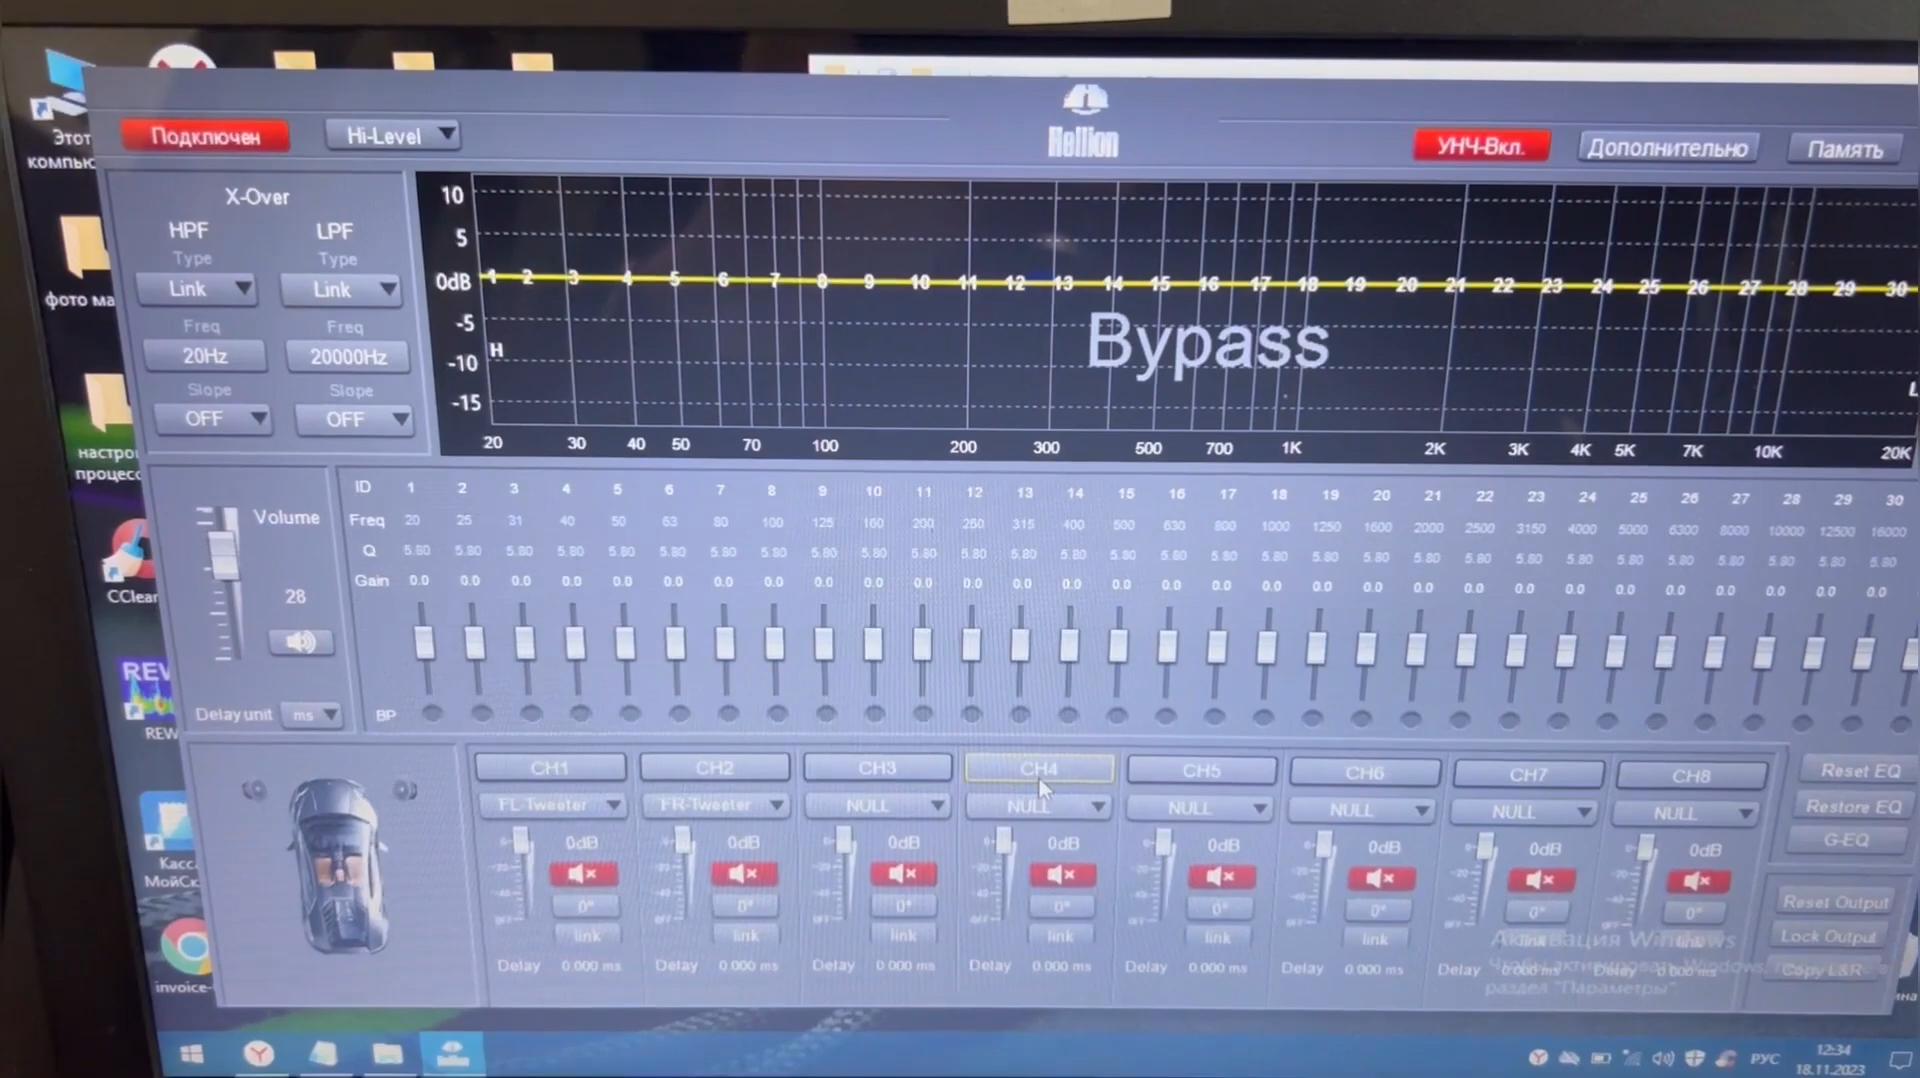 Этот
компьк
Подключен
Hi-Level
Hellion
УНЧ-Вкл.
Дополнительно
Память
X-Over
HPF LPF
Type Type
Link Link
Freq Freq
20Hz 20000Hz
Slope Slope
OFF OFF
10
5
0dB
-5
-10
-15
1 2 3 4 5 6 7 8 9 10 11 12 13 14 15 16 17 18 19 20 21 22 23 24 25 26 27 28 29 30
H
L
Bypass
20 30 40 50 70 100 200 300 500 700 1K 2K 3K 4K 5K 7K 10K 20K
фото ма
настро
процесс
CClear
REW
REW
Касс
МойСк
invoice-
Volume
28
Delay unit ms
ID 1 2 3 4 5 6 7 8 9 10 11 12 13 14 15 16 17 18 19 20 21 22 23 24 25 26 27 28 29 30
Freq 20 25 31 40 50 63 80 100 125 160 200 250 315 400 500 630 800 1000 1250 1600 2000 2500 3150 4000 5000 6300 8000 10000 12500 16000
Q 5.80 5.80 5.80 5.80 5.80 5.80 5.80 5.80 5.80 5.80 5.80 5.80 5.80 5.80 5.80 5.80 5.80 5.80 5.80 5.80 5.80 5.80 5.80 5.80 5.80 5.80 5.80 5.80 5.80 5.80
Gain 0.0 0.0 0.0 0.0 0.0 0.0 0.0 0.0 0.0 0.0 0.0 0.0 0.0 0.0 0.0 0.0 0.0 0.0 0.0 0.0 0.0 0.0 0.0 0.0 0.0 0.0 0.0 0.0 0.0 0.0
BP
CH1 CH2 CH3 CH4 CH5 CH6 CH7 CH8
FL-Tweeter FR-Tweeter NULL NULL NULL NULL NULL NULL
0dB 0dB 0dB 0dB 0dB 0dB 0dB 0dB
0° 0° 0° 0° 0° 0° 0° 0°
link link link link link link
Delay 0.000 ms Delay 0.000 ms Delay 0.000 ms Delay 0.000 ms Delay 0.000 ms Delay 0.000 ms Delay 0.000 ms Delay 0.000 ms
Reset EQ
Restore EQ
G-EQ
Reset Output
Lock Output
Copy L&R
Активация Windows
Чтобы активировать Windows,
раздел "Параметры".
РУС
12:34
18.11.2023